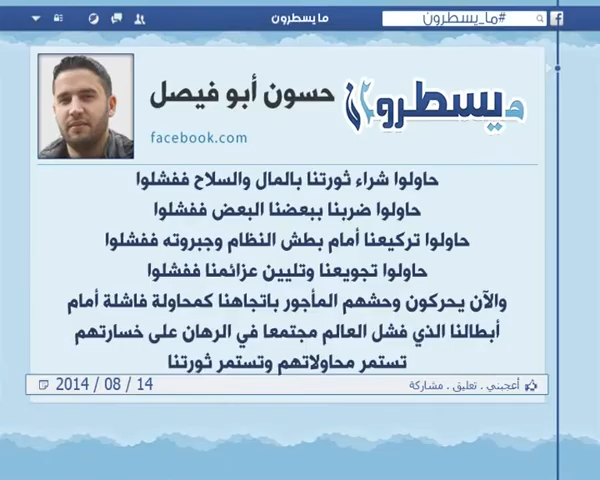 ما يسطرون
#ما_يسطرون
حسون أبو فيصل
ما يسطرون
facebook.com
حاولوا شراء ثورتنا بالمال والسلاح ففشلوا
حاولوا ضربنا ببعضنا البعض ففشلوا
حاولوا تركيعنا أمام بطش النظام وجبروته ففشلوا
حاولوا تجويعنا وتليين عزائمنا ففشلوا
والآن يحركون وحشهم المأجور باتجاهنا كمحاولة فاشلة أمام
أبطالنا الذي فشل العالم مجتمعا في الرهان على خسارتهم
تستمر محاولاتهم وتستمر ثورتنا
أعجبني . تعليق . مشاركة
2014 / 08 / 14